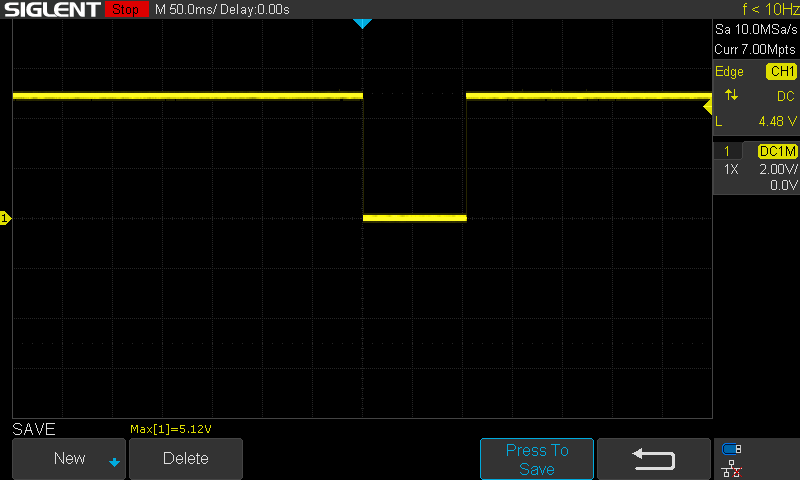 SIGLENT Stop M 50.0ms/ Delay:0.00s f < 10Hz
Sa 10.0MSa/s
Curr 7.00Mpts
Edge CH1
DC
L 4.48 V
1 DC1M
1X 2.00V/
0.0V
1
SAVE Max[1]=5.12V
New Delete Press To
Save